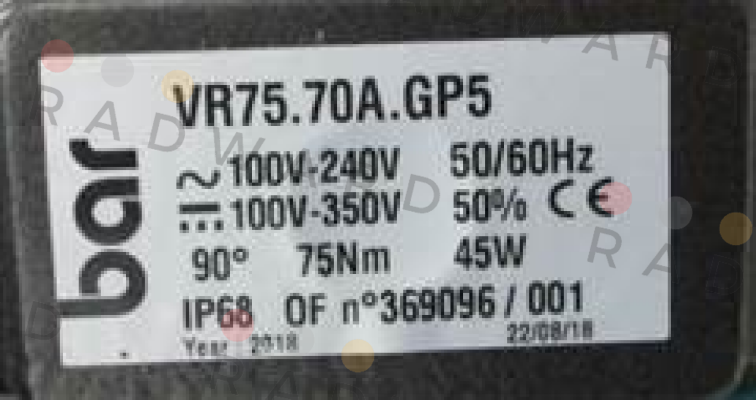 bar
VR75.70A.GP5
~ 100V-240V 50/60Hz
⎓ 100V-350V 50% CE
90° 75Nm 45W
IP68 OF n°369096 / 001
Year : 2018 22/08/18